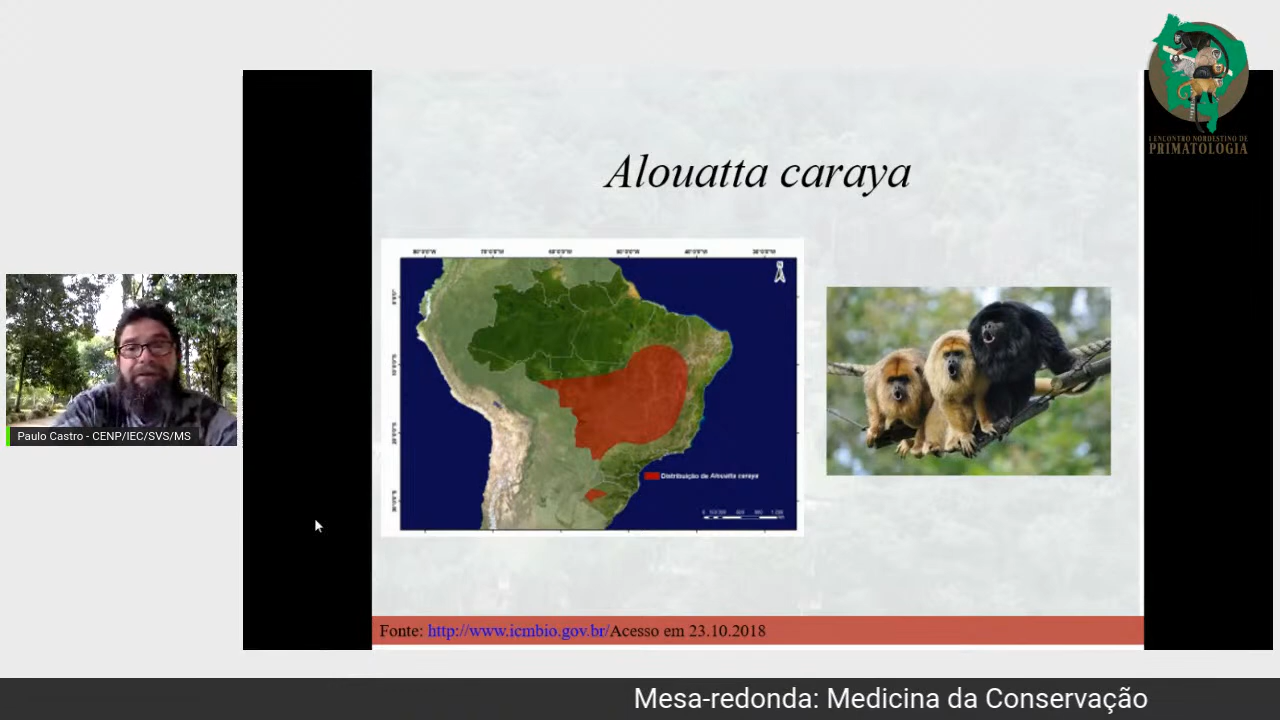 I ENCONTRO NORDESTINO DE
PRIMATOLOGIA
Alouatta caraya
N
Distribuição de Alouatta caraya
Paulo Castro - CENP/IEC/SVS/MS
Fonte: http://www.icmbio.gov.br/Acesso em 23.10.2018
Mesa-redonda: Medicina da Conservação